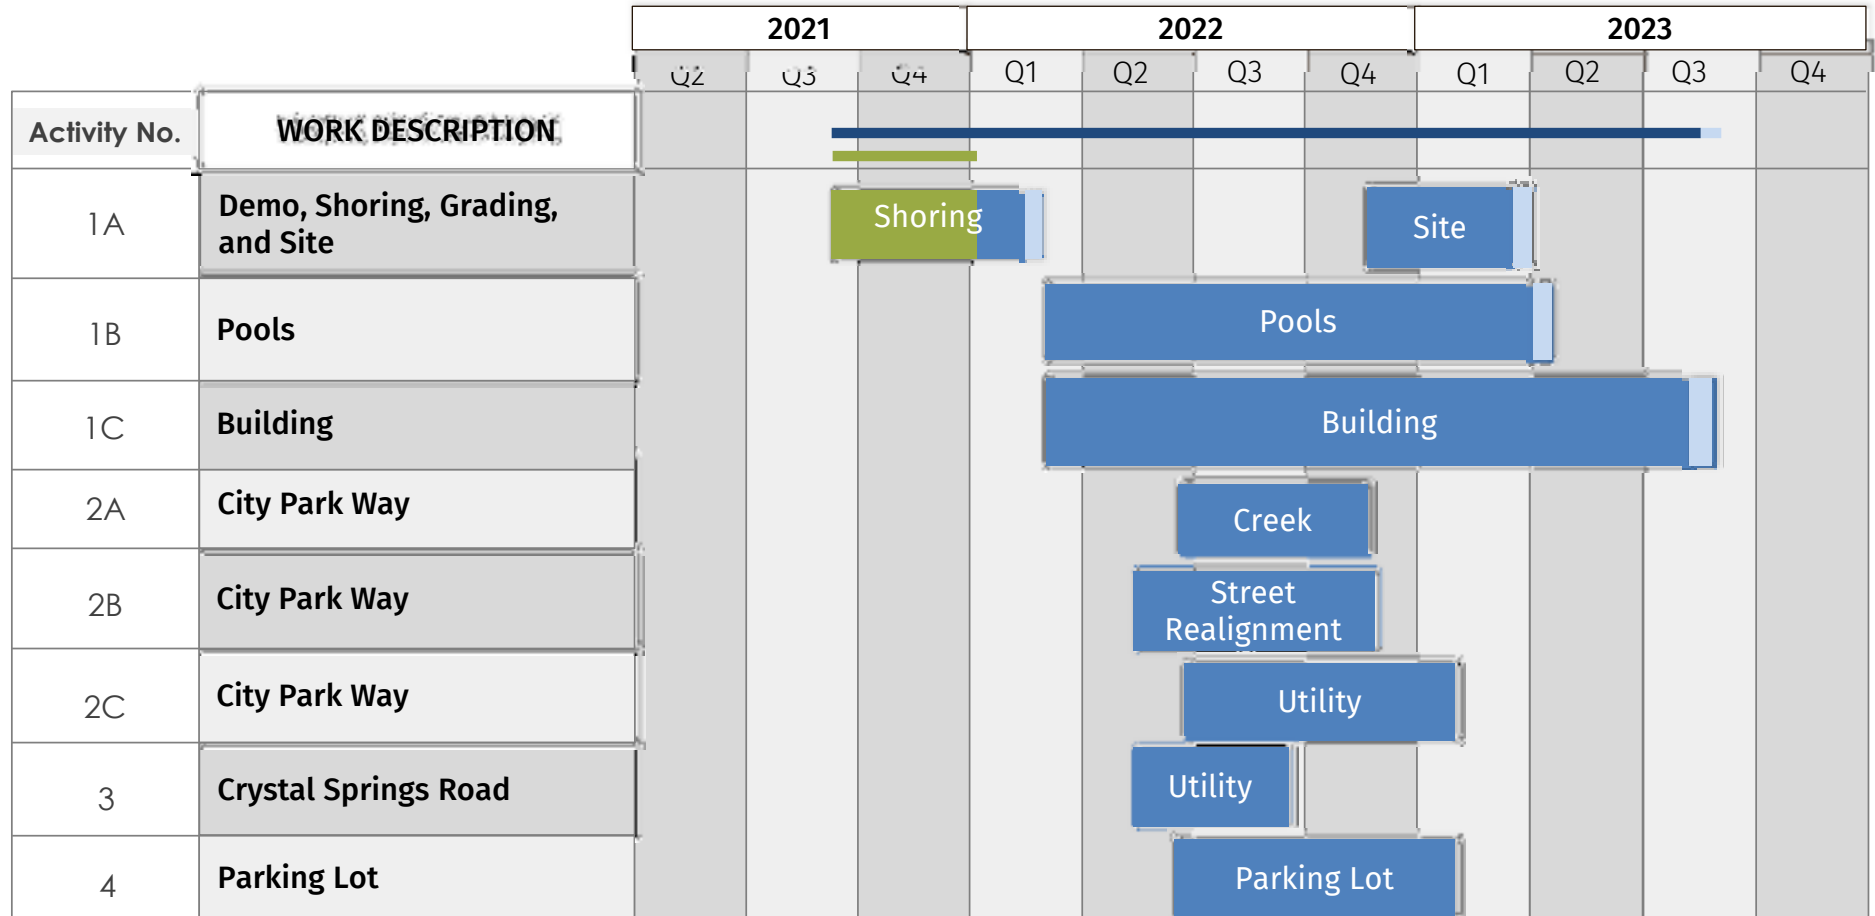 2021 2022 2023
Q2 Q3 Q4 Q1 Q2 Q3 Q4 Q1 Q2 Q3 Q4
Activity No. WORK DESCRIPTION
1A Demo, Shoring, Grading,
and Site
Shoring Site
1B Pools Pools
1C Building Building
2A City Park Way Creek
2B City Park Way Street
Realignment
2C City Park Way Utility
3 Crystal Springs Road Utility
4 Parking Lot Parking Lot